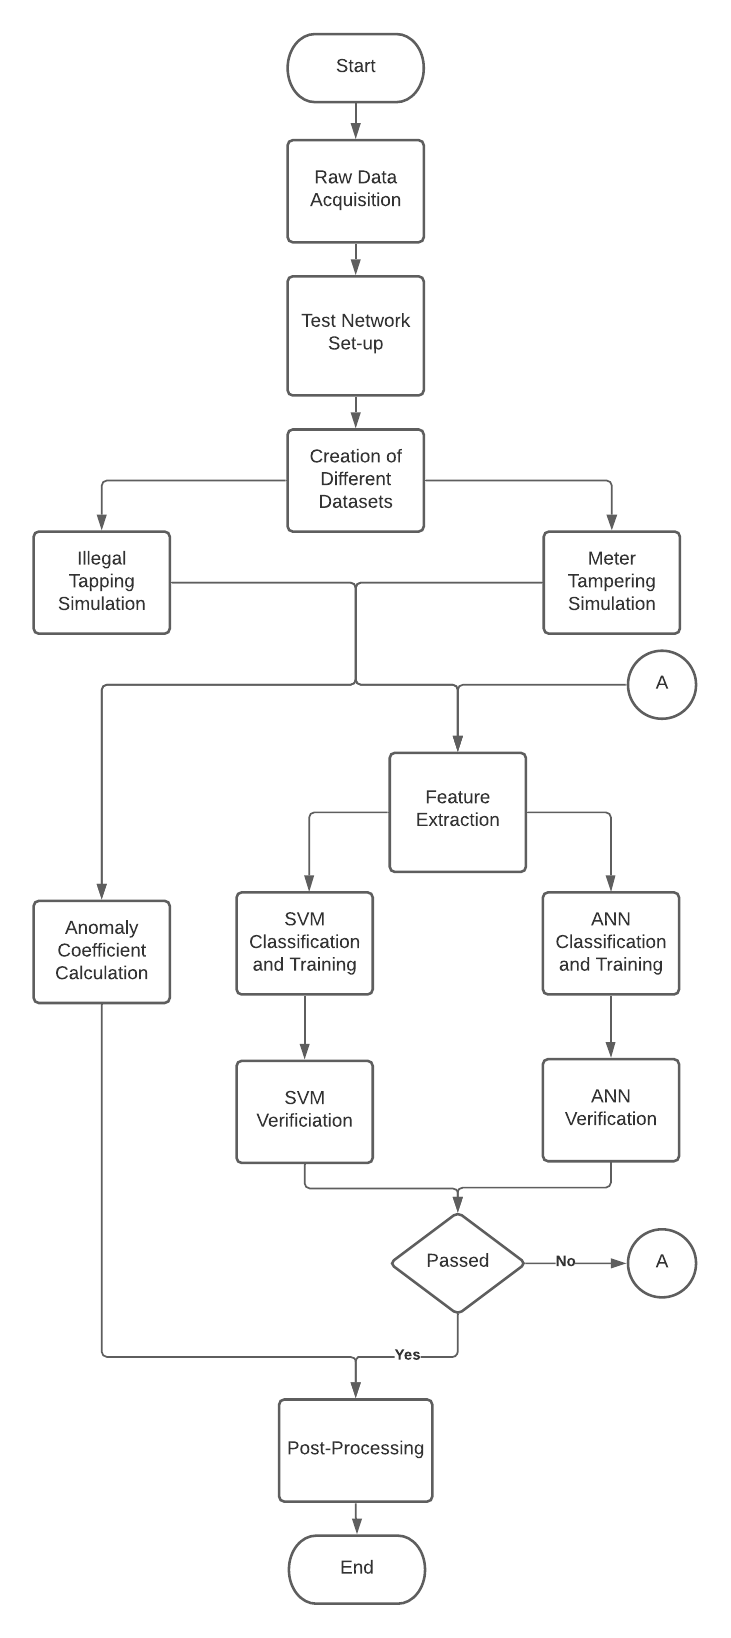 Start
Raw Data
Acquisition
Test Network
Set-up
Creation of
Different
Datasets
Illegal
Tapping
Simulation
Meter
Tampering
Simulation
A
Feature
Extraction
Anomaly
Coefficient
Calculation
SVM
Classification
and Training
ANN
Classification
and Training
SVM
Verificiation
ANN
Verification
Passed
No
A
Yes
Post-Processing
End